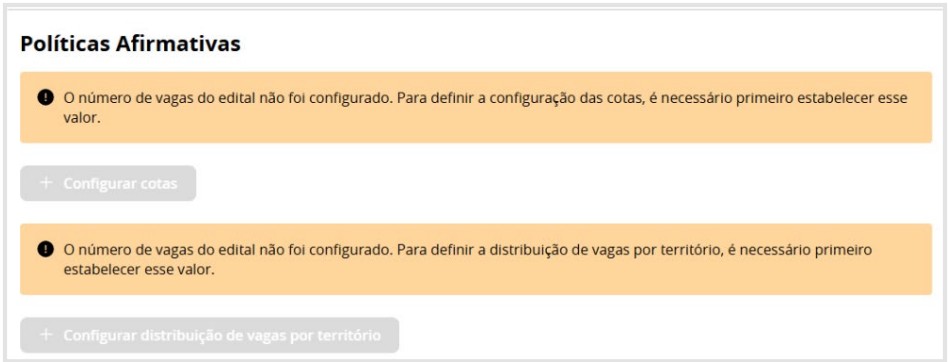 Políticas Afirmativas
O número de vagas do edital não foi configurado. Para definir a configuração das cotas, é necessário primeiro estabelecer esse
valor.
+ Configurar cotas
O número de vagas do edital não foi configurado. Para definir a distribuição de vagas por território, é necessário primeiro
estabelecer esse valor.
+ Configurar distribuição de vagas por território